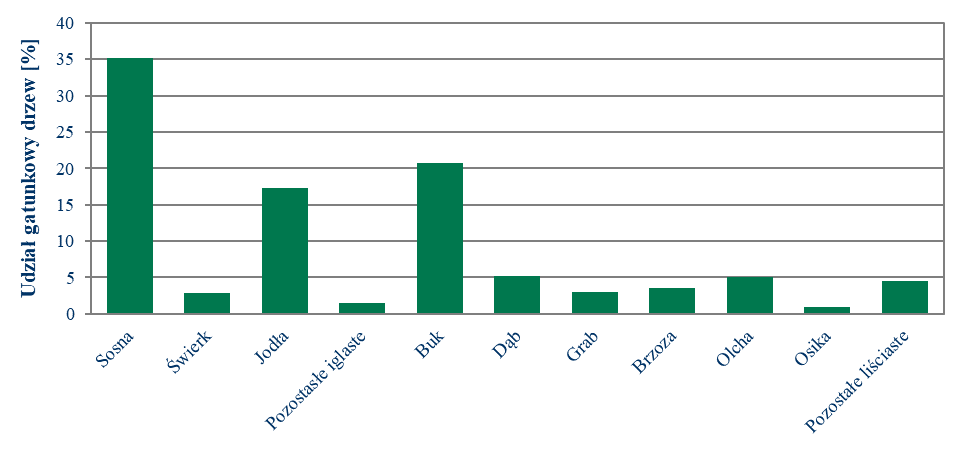 Udział gatunkowy drzew [%]
40
35
30
25
20
15
10
5
0
Sosna
Świerk
Jodła
Pozostasłe iglaste
Buk
Dąb
Grab
Brzoza
Olcha
Osika
Pozostałe liściaste